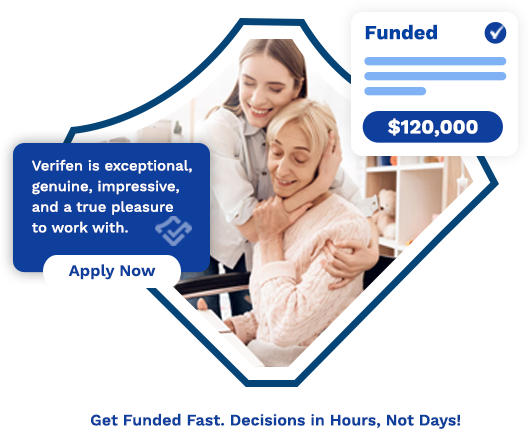 Funded
$120,000
Verifen is exceptional,
genuine, impressive,
and a true pleasure
to work with.
Apply Now
Get Funded Fast. Decisions in Hours, Not Days!